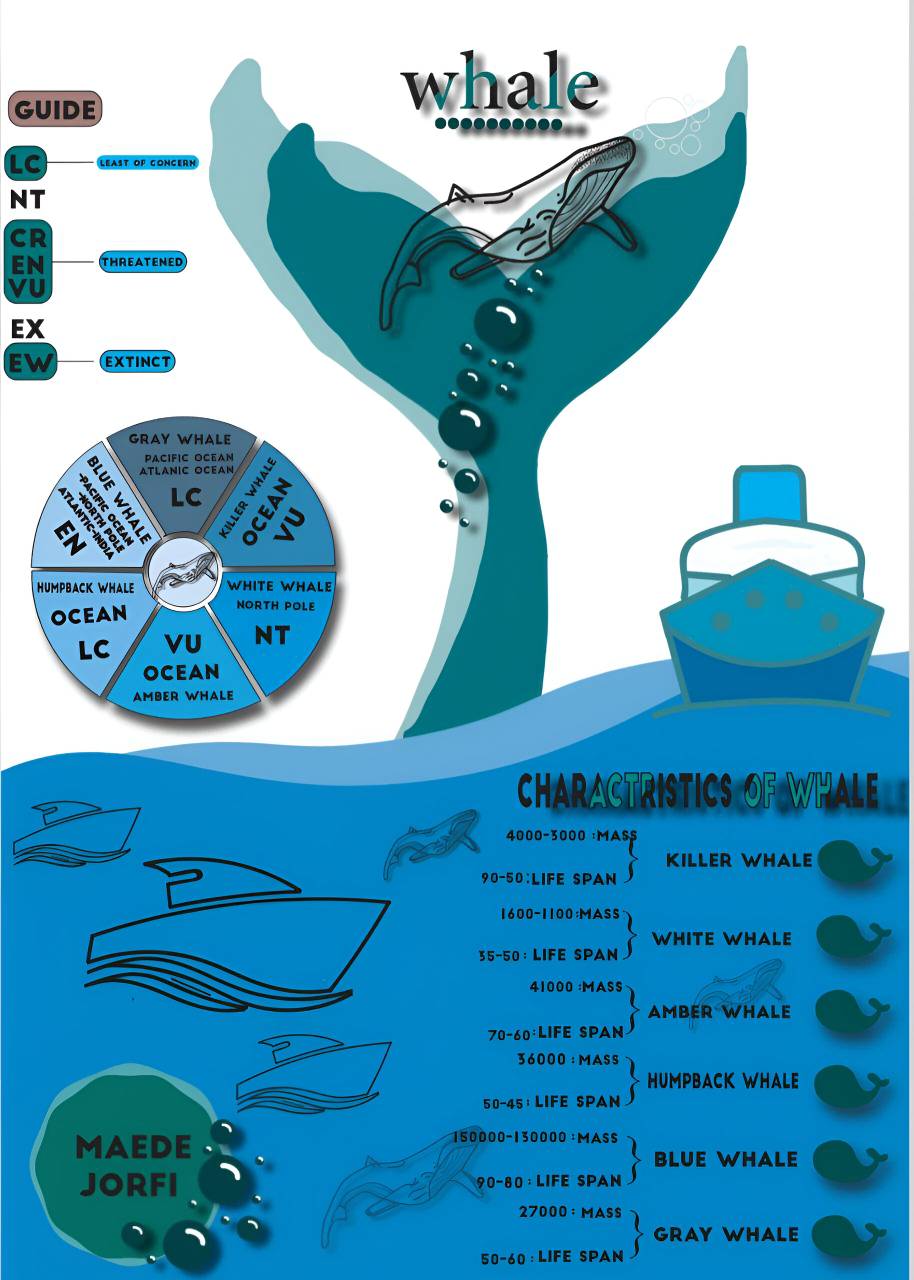 whale
GUIDE
LC
LEAST OF CONCERN
NT
CR
EN
VU
THREATENED
EX
EW
EXTINCT
GRAY WHALE
PACIFIC OCEAN
ATLANIC OCEAN
LC
KILLER WHALE
OCEAN
VU
WHITE WHALE
NORTH POLE
NT
VU
OCEAN
AMBER WHALE
HUMPBACK WHALE
OCEAN
LC
BLUE WHALE
-PACIFIC OCEAN
-NORTH POLE
ATLANTIC-INDIA
EN
CHARACTRISTICS OF WHALE
4000-3000 :MASS
KILLER WHALE
90-50:LIFE SPAN
1600-1100:MASS
WHITE WHALE
35-50: LIFE SPAN
41000 :MASS
AMBER WHALE
70-60:LIFE SPAN
36000 :MASS
HUMPBACK WHALE
50-45: LIFE SPAN
150000-130000 :MASS
BLUE WHALE
90-80: LIFE SPAN
27000 : MASS
GRAY WHALE
50-60: LIFE SPAN
MAEDE
JORFI